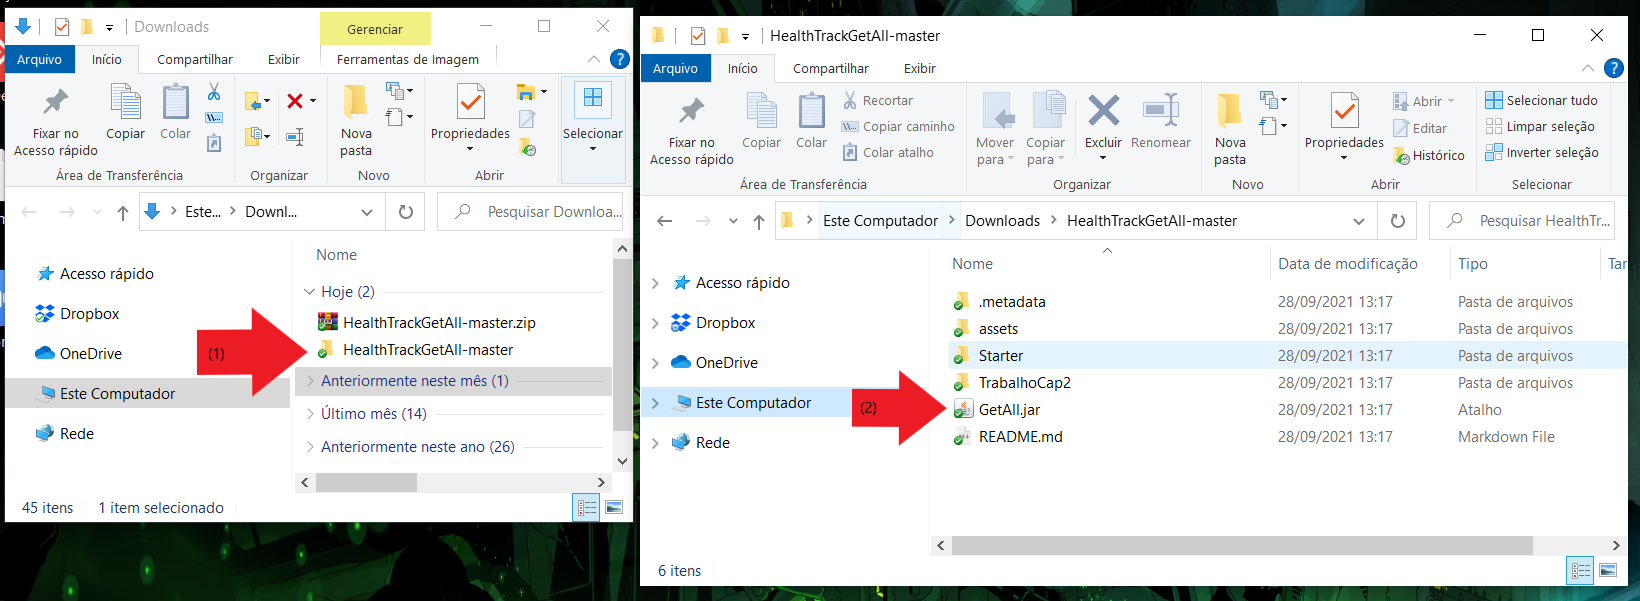 Downloads
Gerenciar
Arquivo
Início
Compartilhar
Exibir
Ferramentas de Imagem
?
Fixar no
Acesso rápido
Copiar
Colar
Nova
pasta
Propriedades
Selecionar
Área de Transferência
Organizar
Novo
Abrir
Este...
Downl...
Pesquisar Downloa...
Acesso rápido
Dropbox
OneDrive
Este Computador
Rede
Nome
Hoje (2)
HealthTrackGetAll-master.zip
(1)
HealthTrackGetAll-master
Anteriormente neste mês (1)
Último mês (14)
Anteriormente neste ano (26)
45 itens
1 item selecionado
HealthTrackGetAll-master
Arquivo
Início
Compartilhar
Exibir
?
Fixar no
Acesso rápido
Copiar
Colar
Recortar
Copiar caminho
Colar atalho
Mover
para
Copiar
para
Excluir
Renomear
Nova
pasta
Propriedades
Abrir
Editar
Histórico
Selecionar tudo
Limpar seleção
Inverter seleção
Área de Transferência
Organizar
Novo
Abrir
Selecionar
Este Computador
Downloads
HealthTrackGetAll-master
Pesquisar HealthTr...
Acesso rápido
Dropbox
OneDrive
Este Computador
Rede
Nome
Data de modificação
Tipo
Tar
.metadata
28/09/2021 13:17
Pasta de arquivos
assets
28/09/2021 13:17
Pasta de arquivos
Starter
28/09/2021 13:17
Pasta de arquivos
TrabalhoCap2
28/09/2021 13:17
Pasta de arquivos
(2)
GetAll.jar
28/09/2021 13:17
Atalho
README.md
28/09/2021 13:17
Markdown File
6 itens